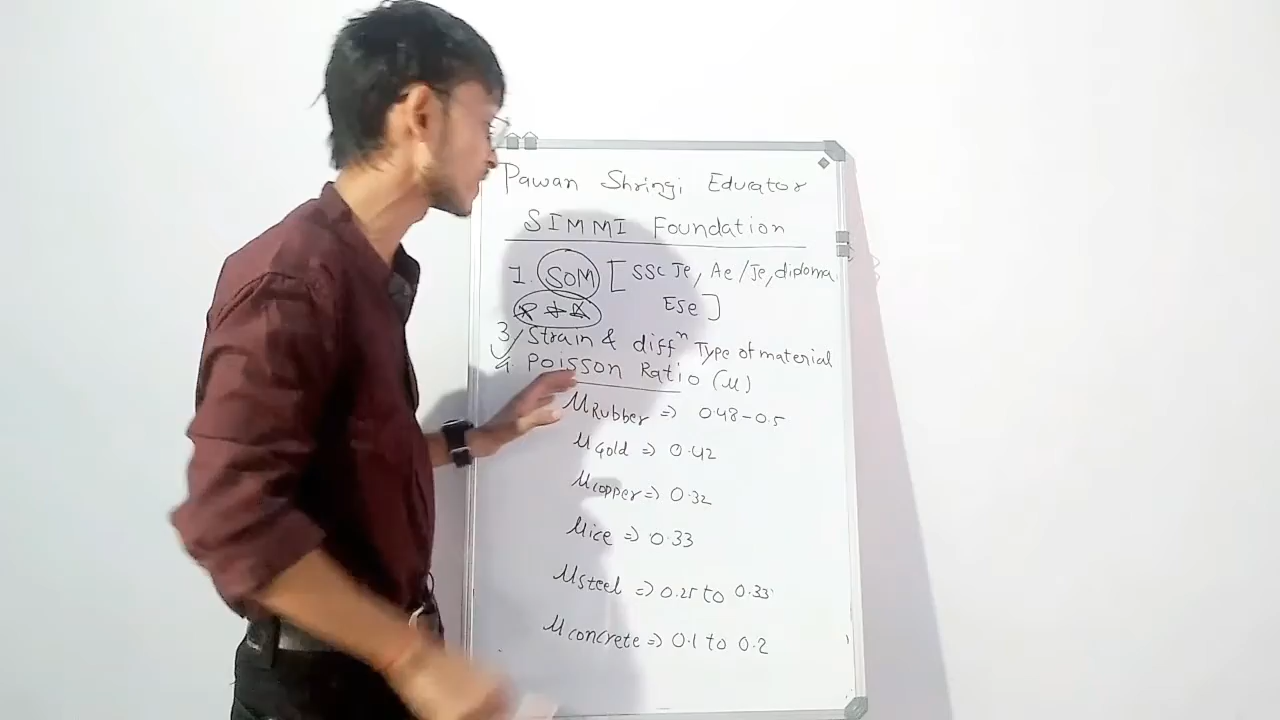 Pawan Shringi Educator
SIMMI Foundation
1. SOM [SSC Je, Ae/Je, diploma
Ese]
3. Strain & diffⁿ Type of material
4. Poisson Ratio (μ)
μRubber => 0.48-0.5
μgold => 0.42
μcopper => 0.32
μice => 0.33
μsteel => 0.25 to 0.33
μconcrete => 0.1 to 0.2